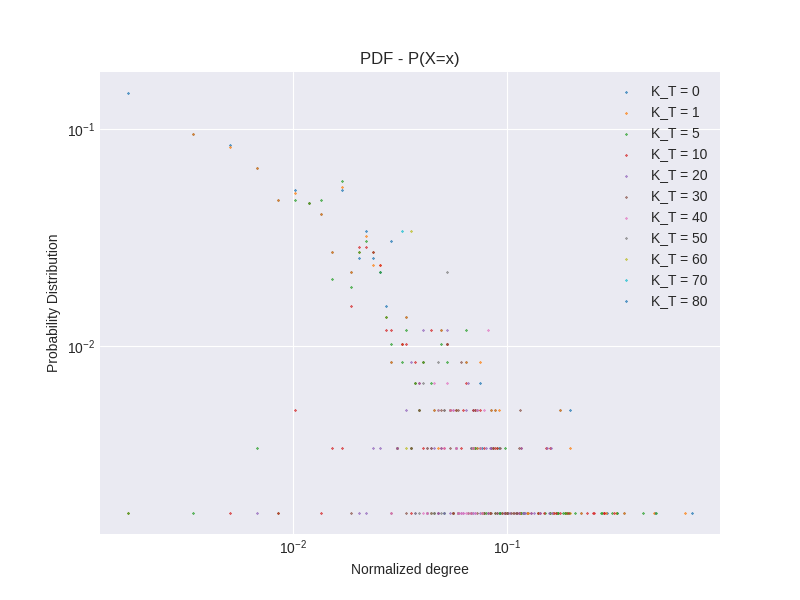 PDF - P(X=x)
Probability Distribution
10⁻¹
10⁻²
10⁻²
10⁻¹
Normalized degree
K_T = 0
K_T = 1
K_T = 5
K_T = 10
K_T = 20
K_T = 30
K_T = 40
K_T = 50
K_T = 60
K_T = 70
K_T = 80